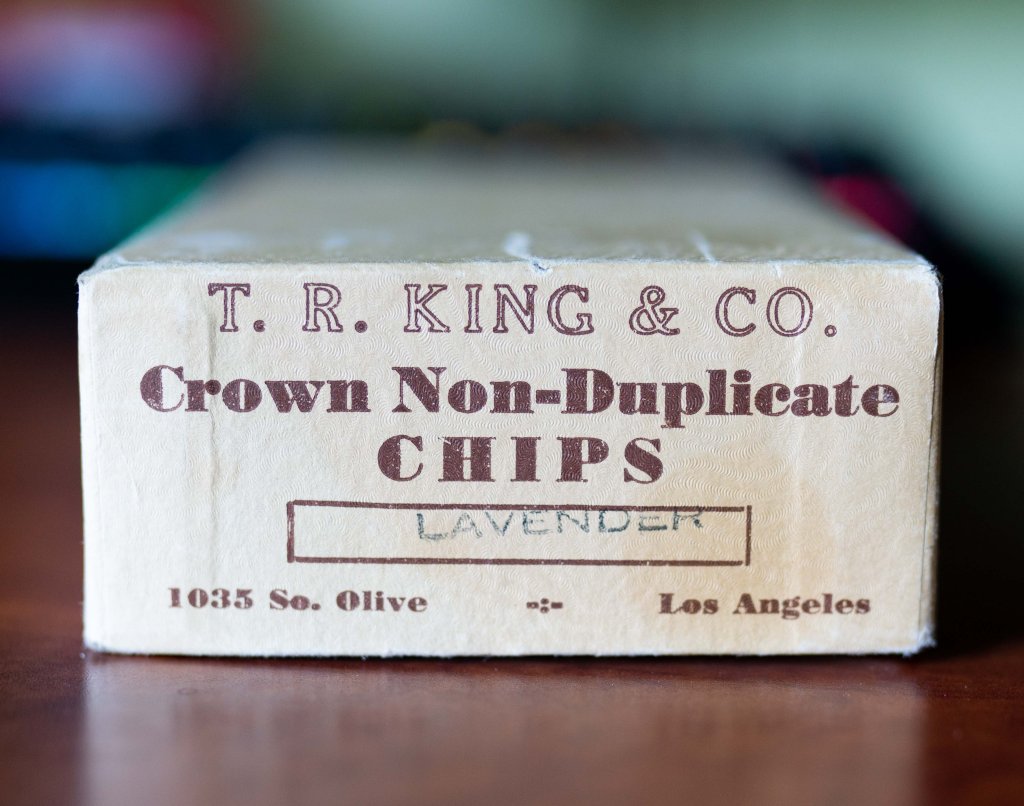 T. R. KING & CO.
Crown Non-Duplicate
CHIPS
LAVENDER
1035 So. Olive -:- Los Angeles